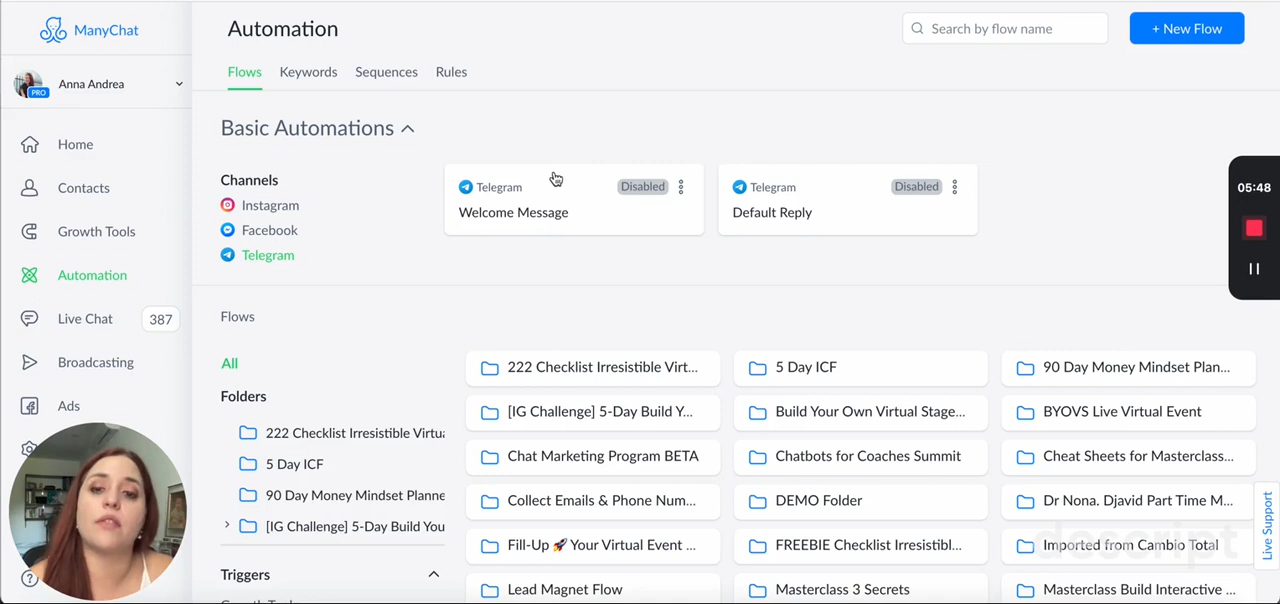 ManyChat
Anna Andrea
PRO
Home
Contacts
Growth Tools
Automation
Live Chat
387
Broadcasting
Ads
Automation
Search by flow name
+ New Flow
Flows
Keywords
Sequences
Rules
Basic Automations
Channels
Instagram
Facebook
Telegram
Telegram
Disabled
Welcome Message
Telegram
Disabled
Default Reply
05:48
Flows
All
Folders
222 Checklist Irresistible Virtu
5 Day ICF
90 Day Money Mindset Planne
[IG Challenge] 5-Day Build You
Triggers
222 Checklist Irresistible Virt...
5 Day ICF
90 Day Money Mindset Plan...
[IG Challenge] 5-Day Build Y...
Build Your Own Virtual Stage...
BYOVS Live Virtual Event
Chat Marketing Program BETA
Chatbots for Coaches Summit
Cheat Sheets for Masterclass...
Collect Emails & Phone Num...
DEMO Folder
Dr Nona. Djavid Part Time M...
Fill-Up 🚀 Your Virtual Event ...
FREEBIE Checklist Irresistibl...
Imported from Cambio Total
Lead Magnet Flow
Masterclass 3 Secrets
Masterclass Build Interactive ...
Live Support
descript